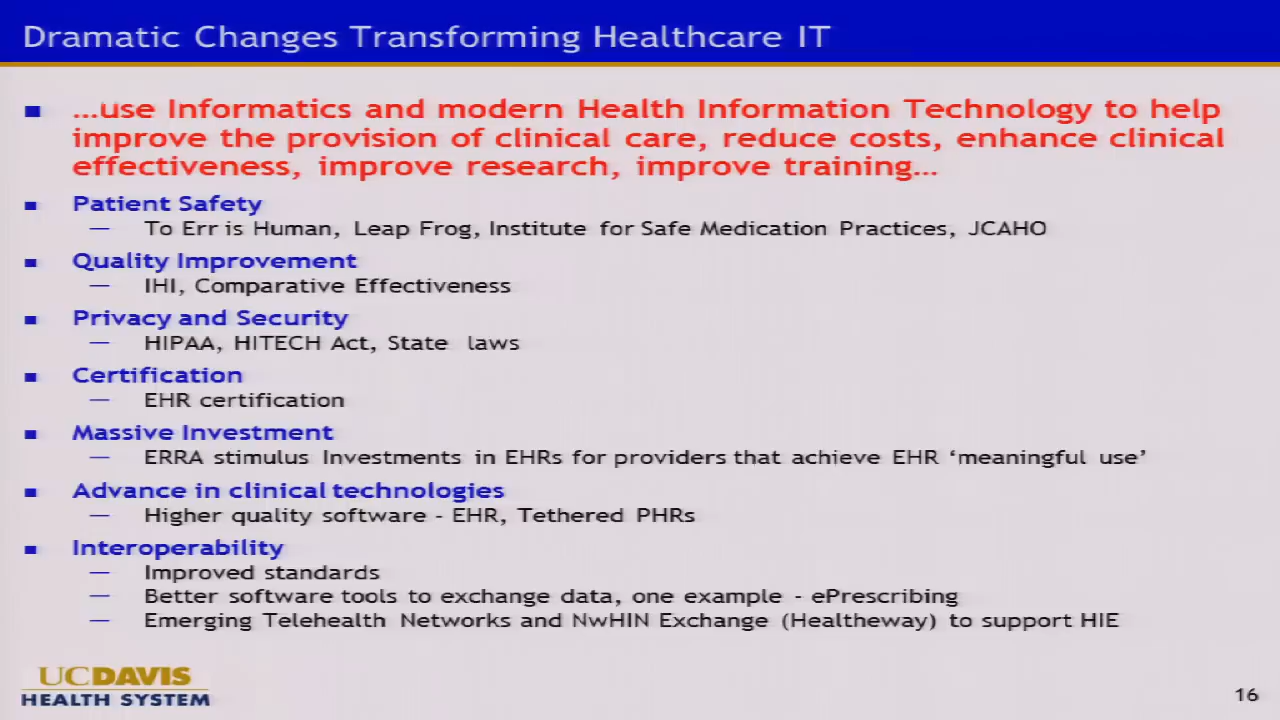 Dramatic Changes Transforming Healthcare IT
■ …use Informatics and modern Health Information Technology to help
improve the provision of clinical care, reduce costs, enhance clinical
effectiveness, improve research, improve training…
■ Patient Safety
— To Err is Human, Leap Frog, Institute for Safe Medication Practices, JCAHO
■ Quality Improvement
— IHI, Comparative Effectiveness
■ Privacy and Security
— HIPAA, HITECH Act, State laws
■ Certification
— EHR certification
■ Massive Investment
— ERRA stimulus Investments in EHRs for providers that achieve EHR ‘meaningful use’
■ Advance in clinical technologies
— Higher quality software - EHR, Tethered PHRs
■ Interoperability
— Improved standards
— Better software tools to exchange data, one example - ePrescribing
— Emerging Telehealth Networks and NwHIN Exchange (Healtheway) to support HIE
UCDAVIS
HEALTH SYSTEM
16